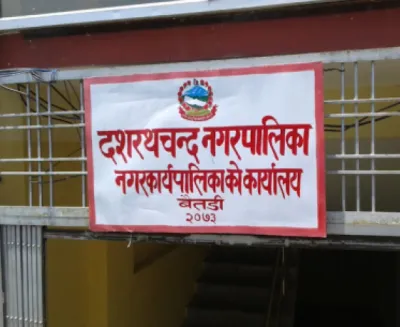 दशरथचन्द नगरपालिका
नगरकार्यपालिकाको कार्यालय
बैतडी
२०७३